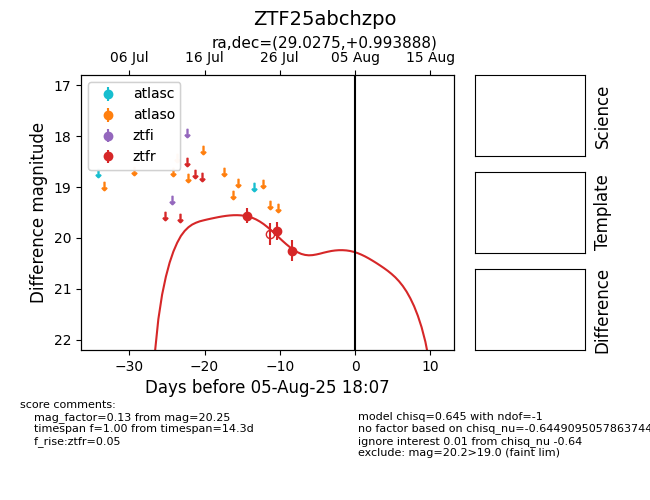 ZTF25abchzpo
ra,dec=(29.0275,+0.993888)
06 Jul 16 Jul 26 Jul 05 Aug 15 Aug
17
18
19
20
21
22
Difference magnitude
atlasc
atlaso
ztfi
ztfr
−30 −20 −10 0 10
Days before 05-Aug-25 18:07
Science
Template
Difference
score comments:
mag_factor=0.13 from mag=20.25
timespan f=1.00 from timespan=14.3d
f_rise:ztfr=0.05
model chisq=0.645 with ndof=-1
no factor based on chisq_nu=-0.6449095057863744
ignore interest 0.01 from chisq_nu -0.64
exclude: mag=20.2>19.0 (faint lim)